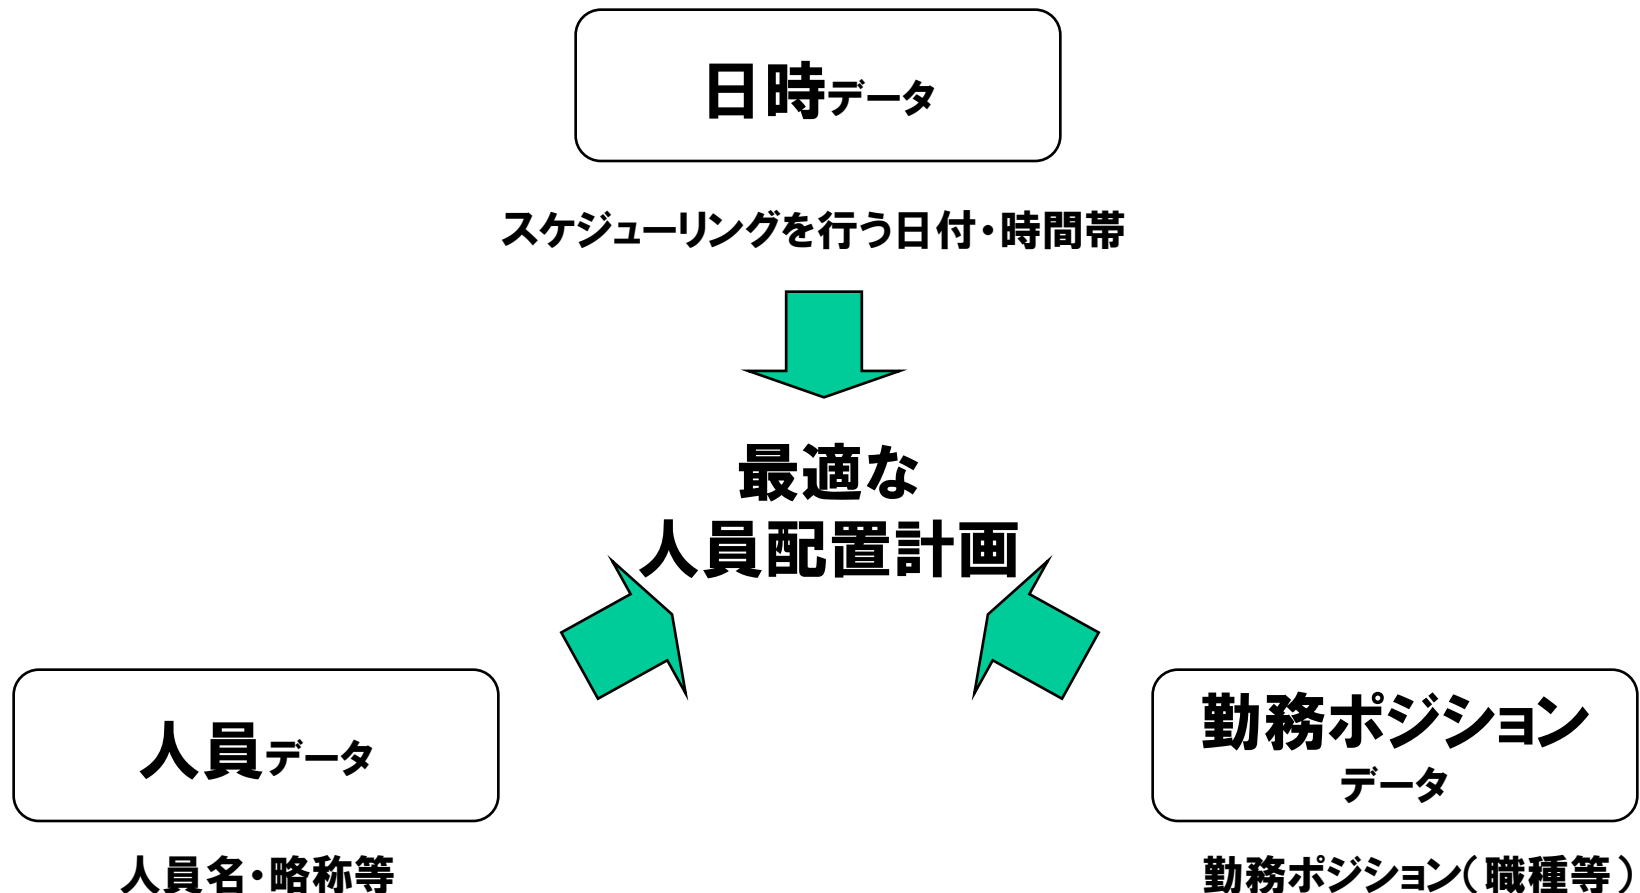 日時データ
スケジューリングを行う日付・時間帯
最適な
人員配置計画
人員データ
人員名・略称等
勤務ポジション
データ
勤務ポジション（職種等）